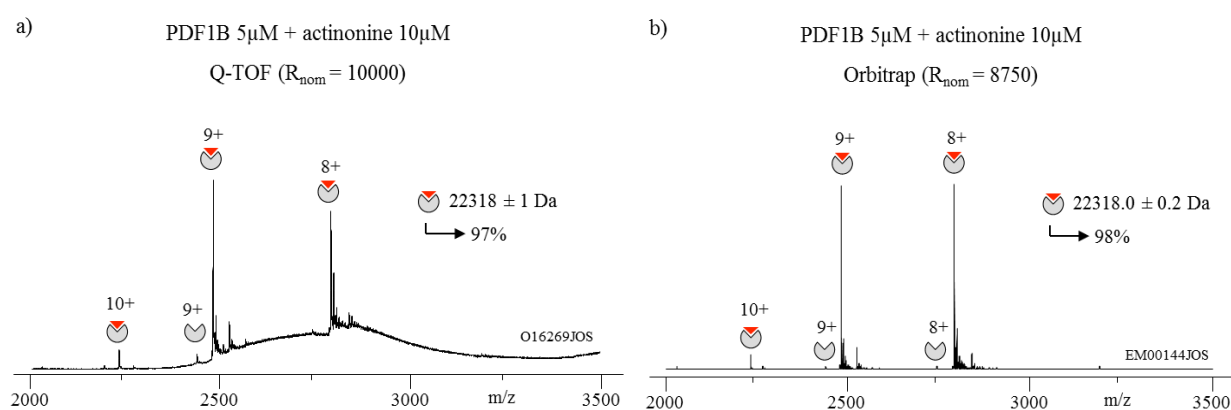 a)
PDF1B 5µM + actinonine 10µM
Q-TOF (Rnom = 10000)
9+
8+
22318 ± 1 Da
97%
10+
9+
O16269JOS
2000
2500
3000
m/z
3500
b)
PDF1B 5µM + actinonine 10µM
Orbitrap (Rnom = 8750)
9+
8+
22318.0 ± 0.2 Da
98%
10+
9+
8+
EM00144JOS
2000
2500
3000
m/z
3500